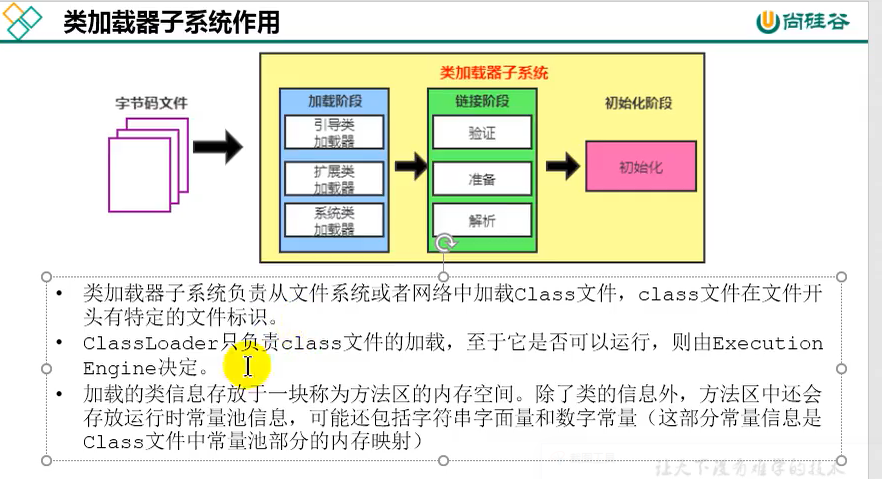 类加载器子系统作用
尚硅谷
类加载器子系统
字节码文件
加载阶段
引导类
加载器
扩展类
加载器
系统类
加载器
链接阶段
验证
准备
解析
初始化阶段
初始化
• 类加载器子系统负责从文件系统或者网络中加载Class文件，class文件在文件开
头有特定的文件标识。
• ClassLoader只负责class文件的加载，至于它是否可以运行，则由Execution
Engine决定。
• 加载的类信息存放于一块称为方法区的内存空间。除了类的信息外，方法区中还会
存放运行时常量池信息，可能还包括字符串字面量和数字常量（这部分常量信息是
Class文件中常量池部分的内存映射）
让天下没有难学的技术